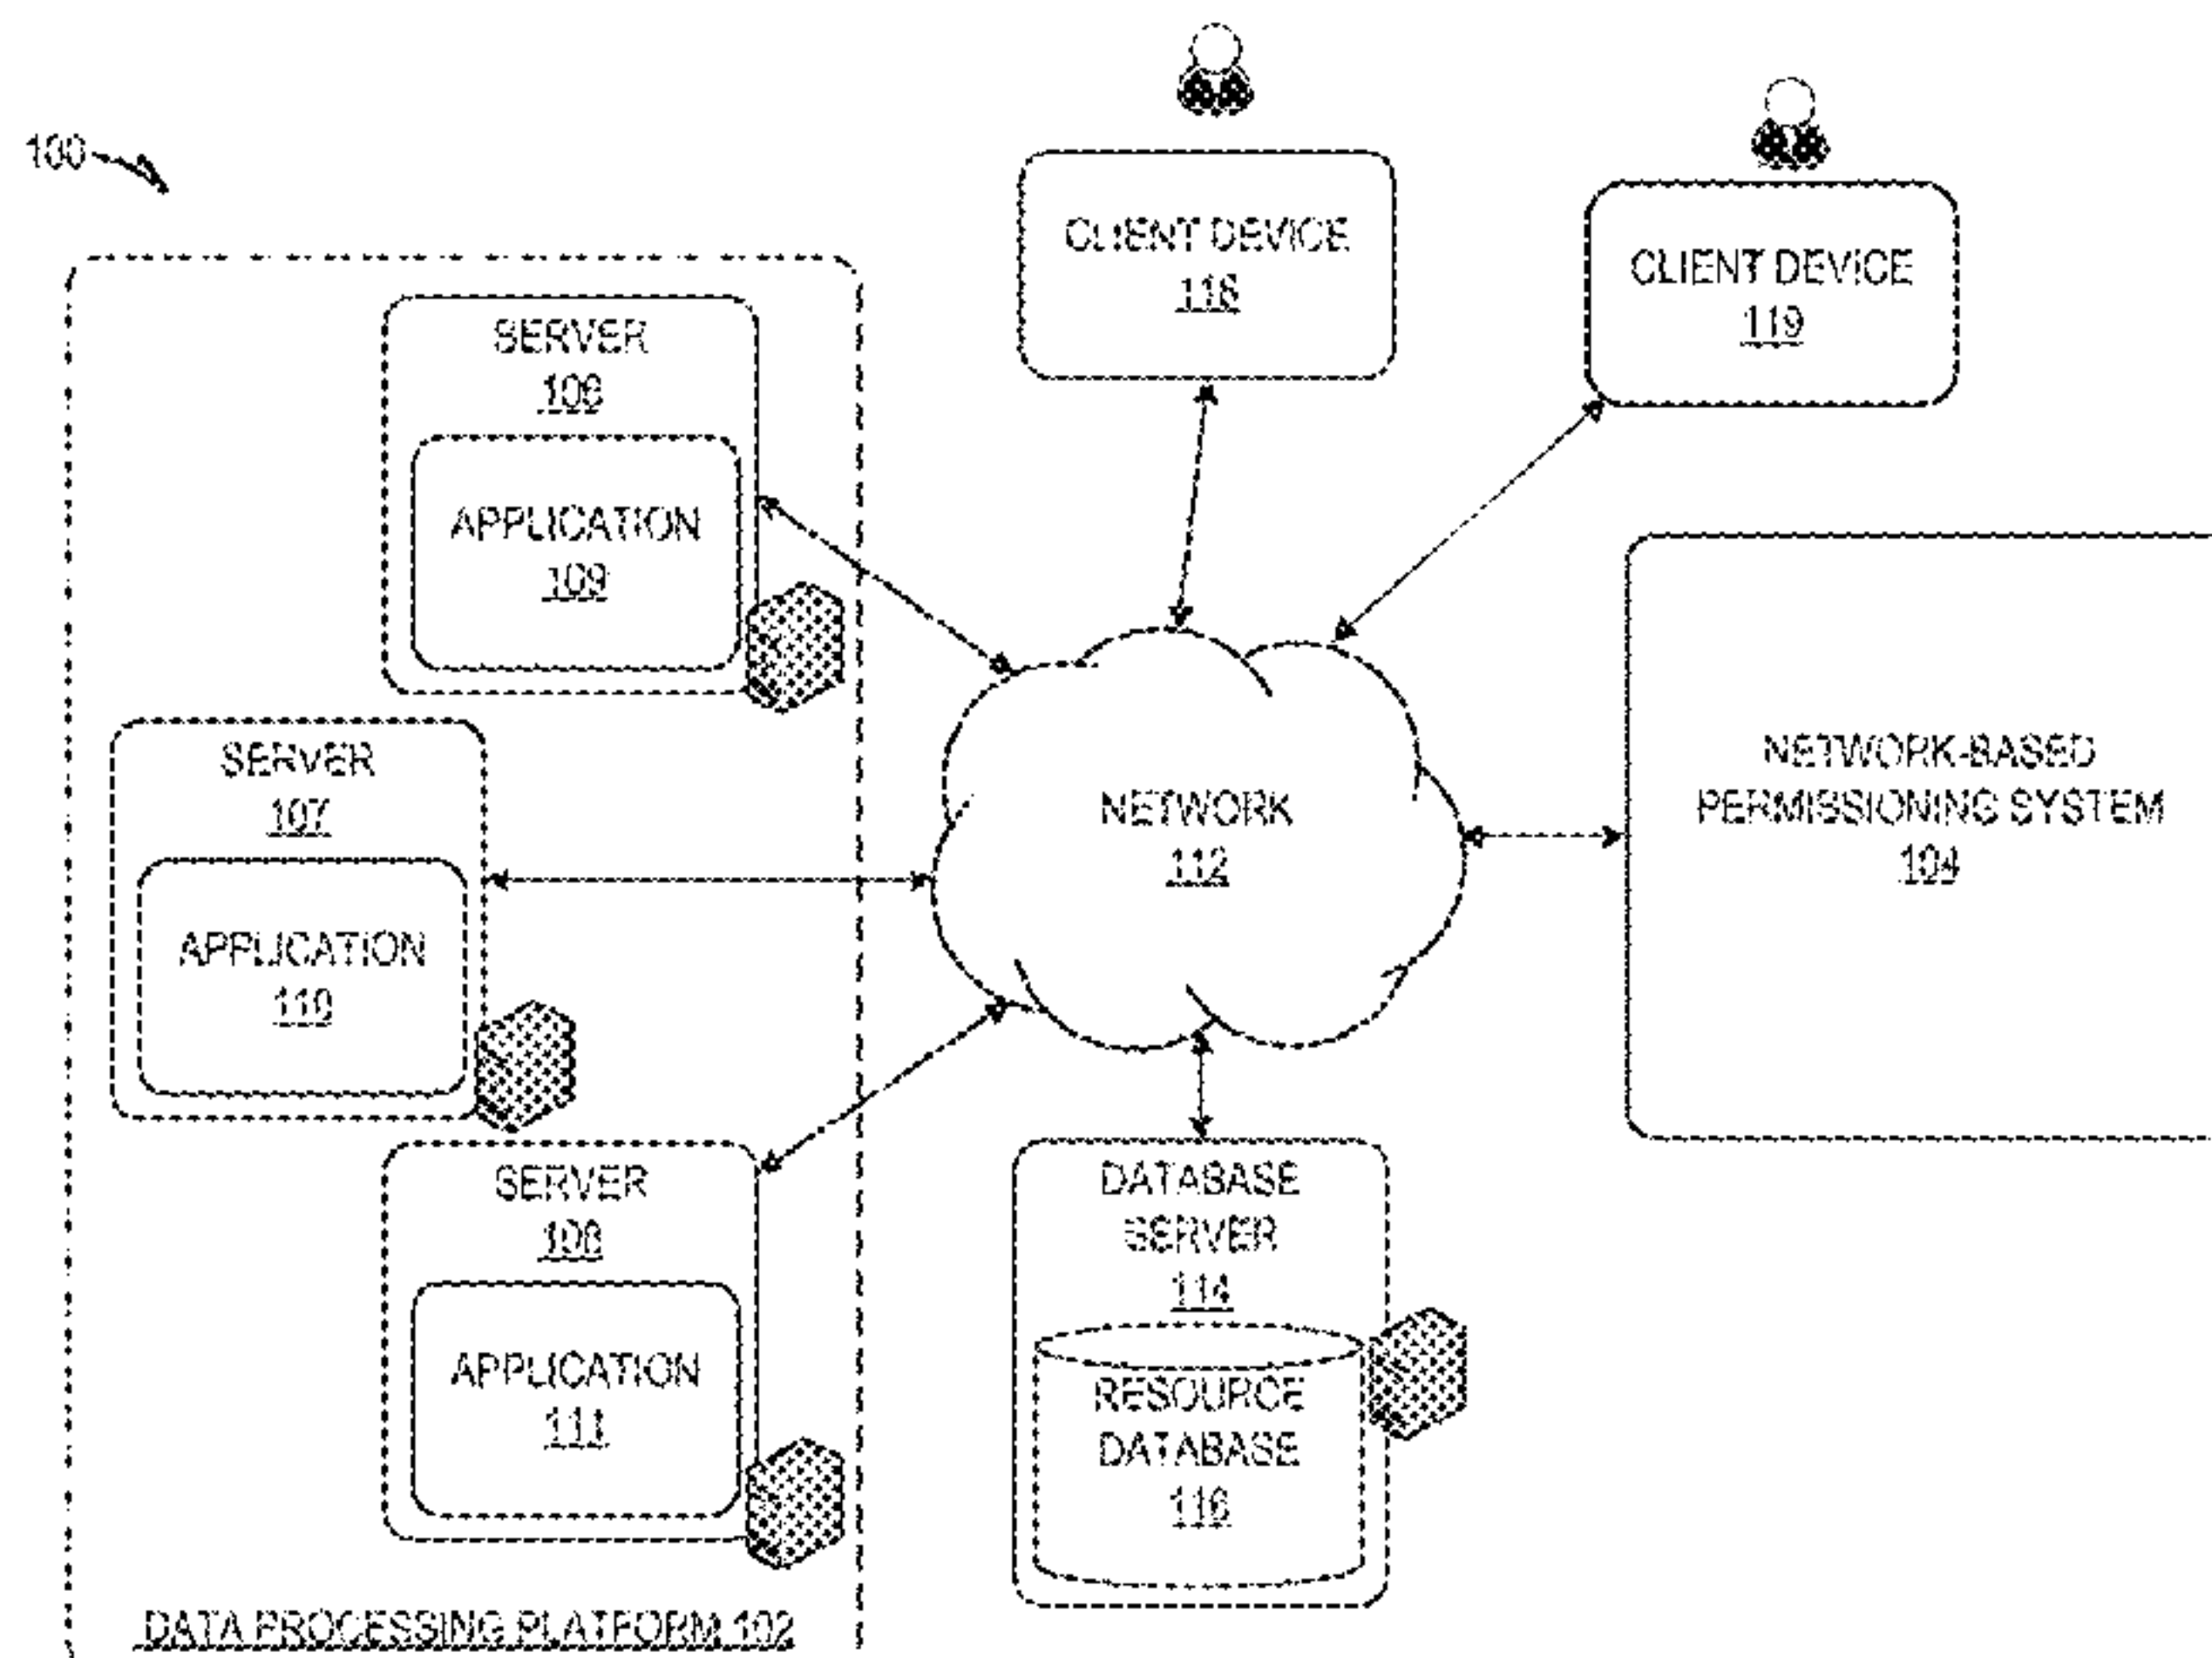 100
CLIENT DEVICE
118
CLIENT DEVICE
119
SERVER
106
APPLICATION
109
SERVER
107
APPLICATION
110
SERVER
108
APPLICATION
111
NETWORK
112
NETWORK-BASED
PERMISSIONING SYSTEM
104
DATABASE
SERVER
114
RESOURCE
DATABASE
116
DATA PROCESSING PLATFORM 102